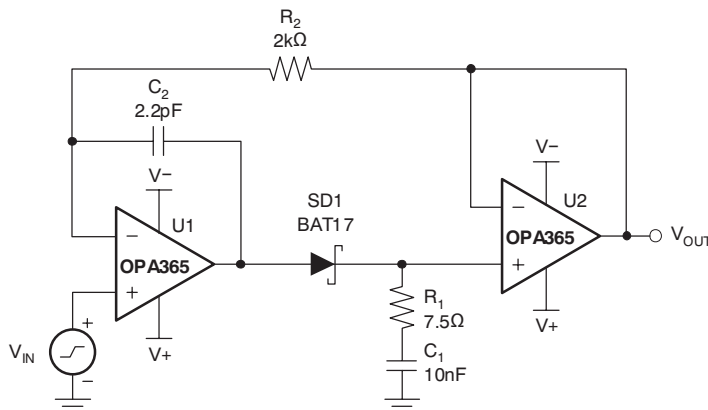 R2
2kΩ
C2
2.2pF
V−
U1
−
OPA365
+
V+
VIN
+
−
SD1
BAT17
R1
7.5Ω
C1
10nF
V−
U2
−
OPA365
+
V+
VOUT